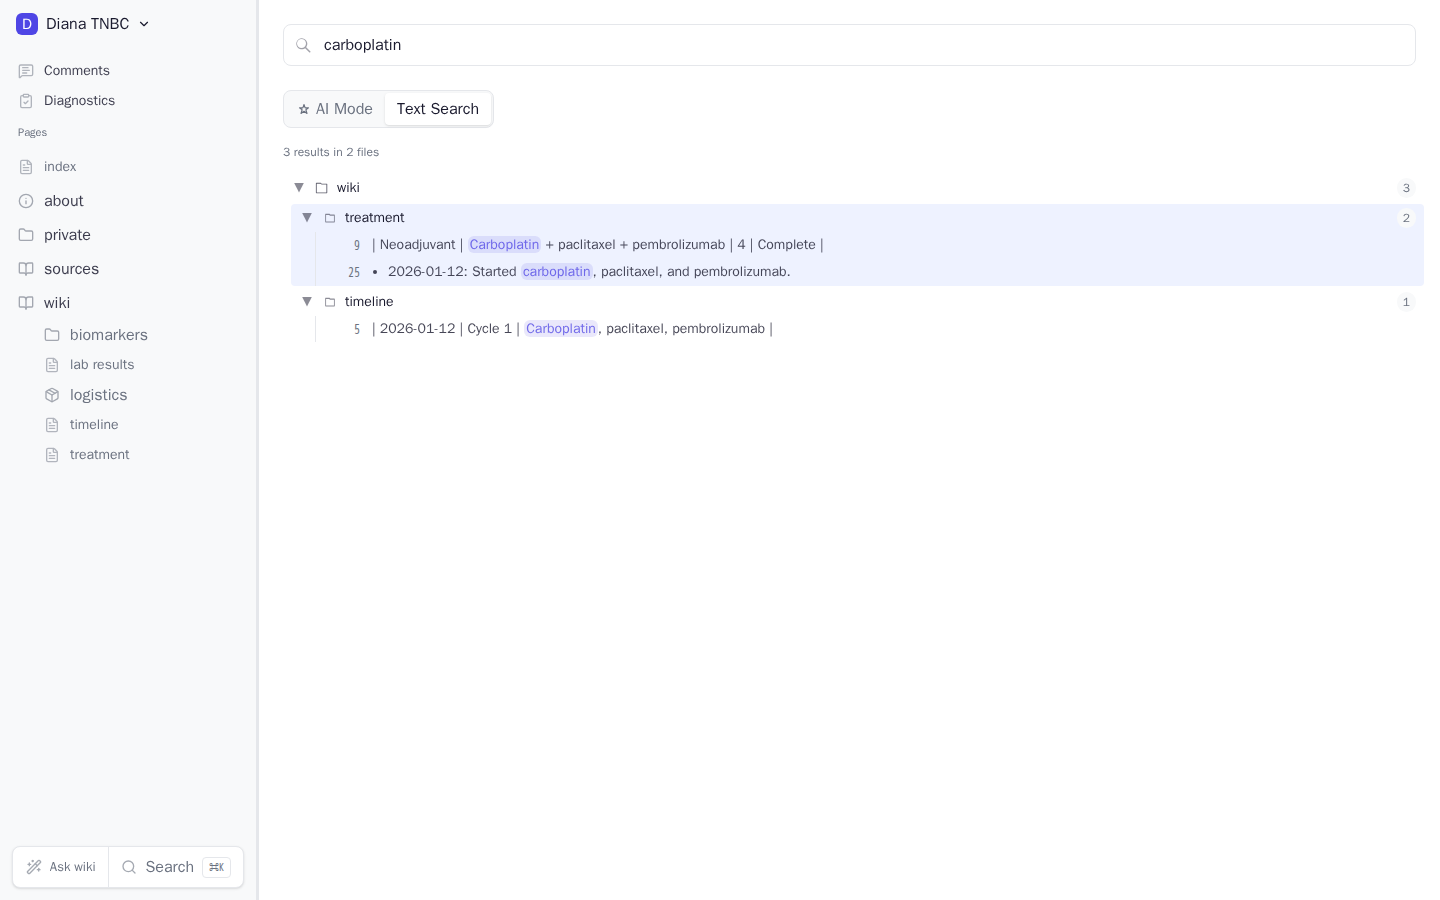 D Diana TNBC
Comments
Diagnostics
Pages
index
about
private
sources
wiki
biomarkers
lab results
logistics
timeline
treatment
Ask wiki
Search ⌘K
carboplatin
AI Mode
Text Search
3 results in 2 files
wiki 3
treatment 2
9 | Neoadjuvant | Carboplatin + paclitaxel + pembrolizumab | 4 | Complete |
25 • 2026-01-12: Started carboplatin, paclitaxel, and pembrolizumab.
timeline 1
5 | 2026-01-12 | Cycle 1 | Carboplatin, paclitaxel, pembrolizumab |